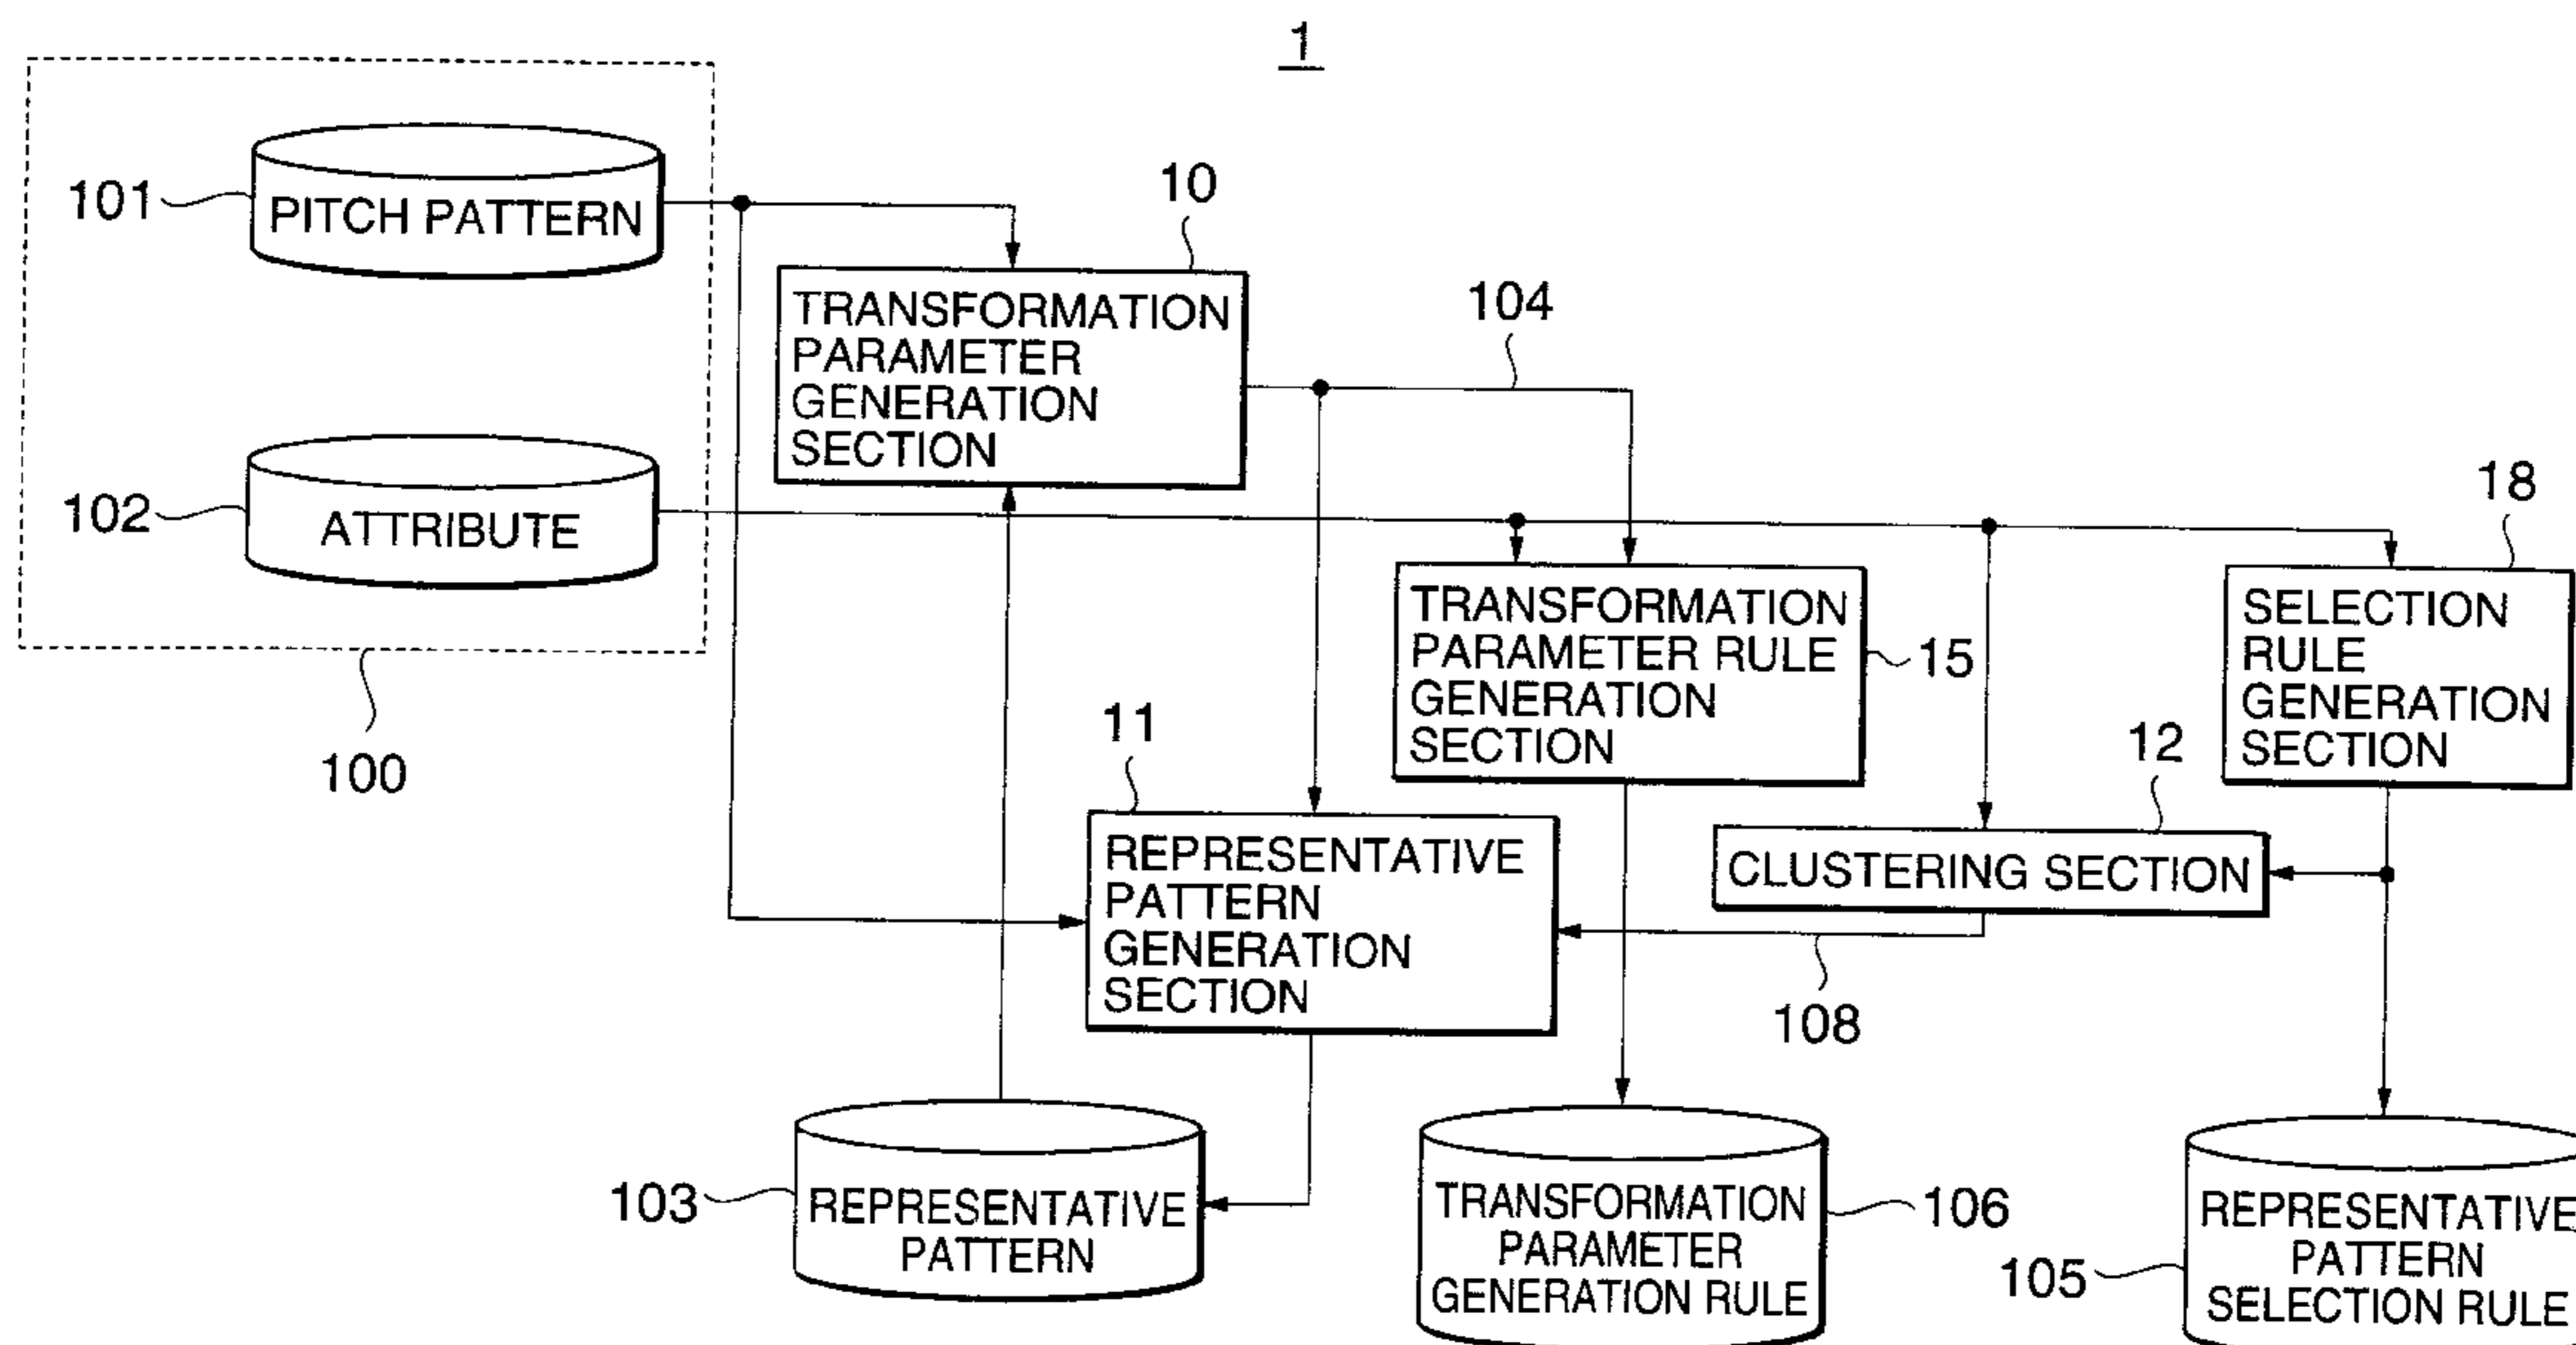 1
101
PITCH PATTERN
10
TRANSFORMATION
PARAMETER
GENERATION
SECTION
104
102
ATTRIBUTE
18
100
TRANSFORMATION
PARAMETER RULE
GENERATION
SECTION
15
SELECTION
RULE
GENERATION
SECTION
11
12
REPRESENTATIVE
PATTERN
GENERATION
SECTION
CLUSTERING SECTION
108
103
REPRESENTATIVE
PATTERN
TRANSFORMATION
PARAMETER
GENERATION RULE
106
105
REPRESENTATIVE
PATTERN
SELECTION RULE